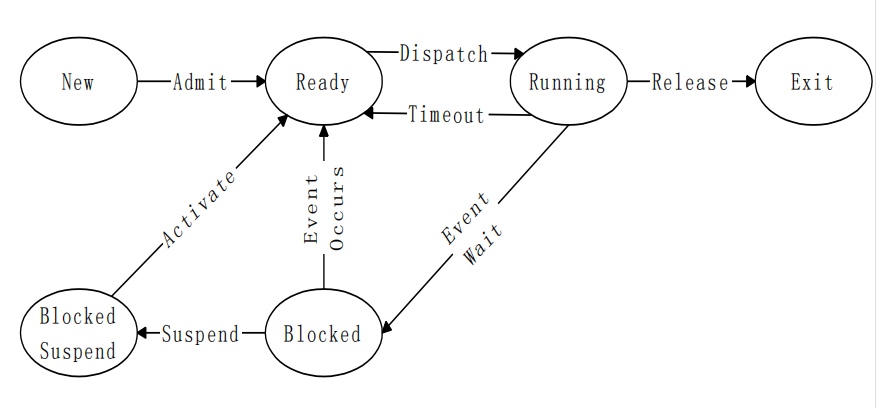 Dispatch
New
Admit
Ready
Running
Release
Exit
Timeout
Activate
Event
Occurs
Event
Wait
Blocked
Suspend
Suspend
Blocked